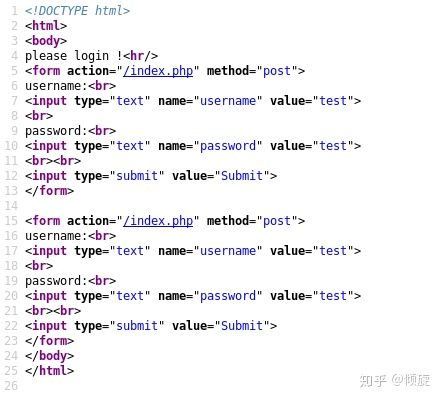 1 <!DOCTYPE html>
2 <html>
3 <body>
4 please login !<hr/>
5 <form action="/index.php" method="post">
6 username:<br>
7 <input type="text" name="username" value="test">
8 <br>
9 password:<br>
10 <input type="text" name="password" value="test">
11 <br><br>
12 <input type="submit" value="Submit">
13 </form>
14
15 <form action="/index.php" method="post">
16 username:<br>
17 <input type="text" name="username" value="test">
18 <br>
19 password:<br>
20 <input type="text" name="password" value="test">
21 <br><br>
22 <input type="submit" value="Submit">
23 </form>
24 </body>
25 </html>
26
知乎 @倾旋